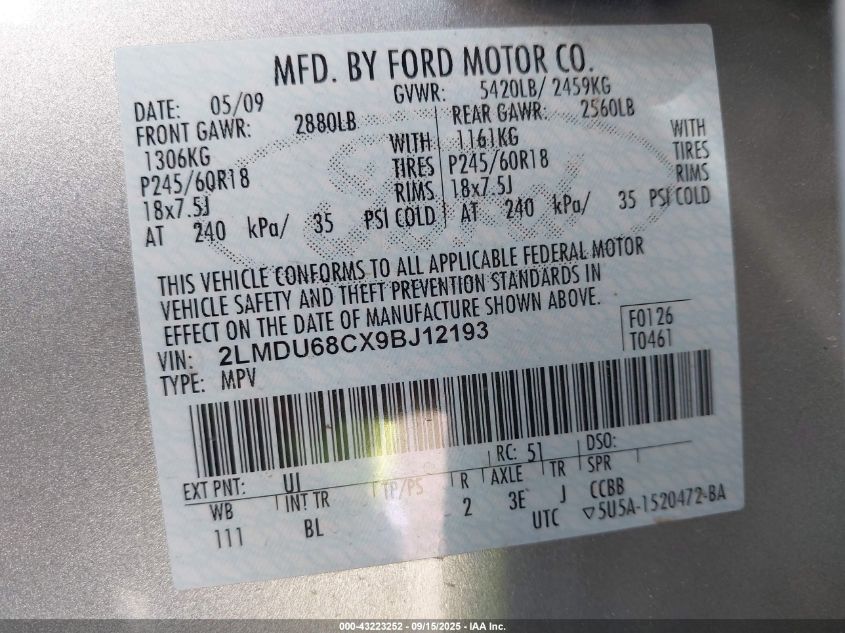 MFD. BY FORD MOTOR CO.
DATE: 05/09 GVWR: 5420LB/ 2459KG
FRONT GAWR: 2880LB REAR GAWR: 2560LB
1306KG WITH 1161KG WITH
P245/60R18 TIRES P245/60R18 TIRES
18x7.5J RIMS 18x7.5J RIMS
AT 240 kPa/ 35 PSI COLD AT 240 kPa/ 35 PSI COLD
THIS VEHICLE CONFORMS TO ALL APPLICABLE FEDERAL MOTOR
VEHICLE SAFETY AND THEFT PREVENTION STANDARDS IN
EFFECT ON THE DATE OF MANUFACTURE SHOWN ABOVE.
VIN: 2LMDU68CX9BJ12193 F0126
TYPE: MPV T0461
EXT PNT: UI RC: 51 DSO:
WB INT TR TP/PS R AXLE TR SPR
111 BL 2 3E J CCBB
UTC ▽5U5A-1520472-BA
000-43223252 - 09/15/2025 - IAA Inc.